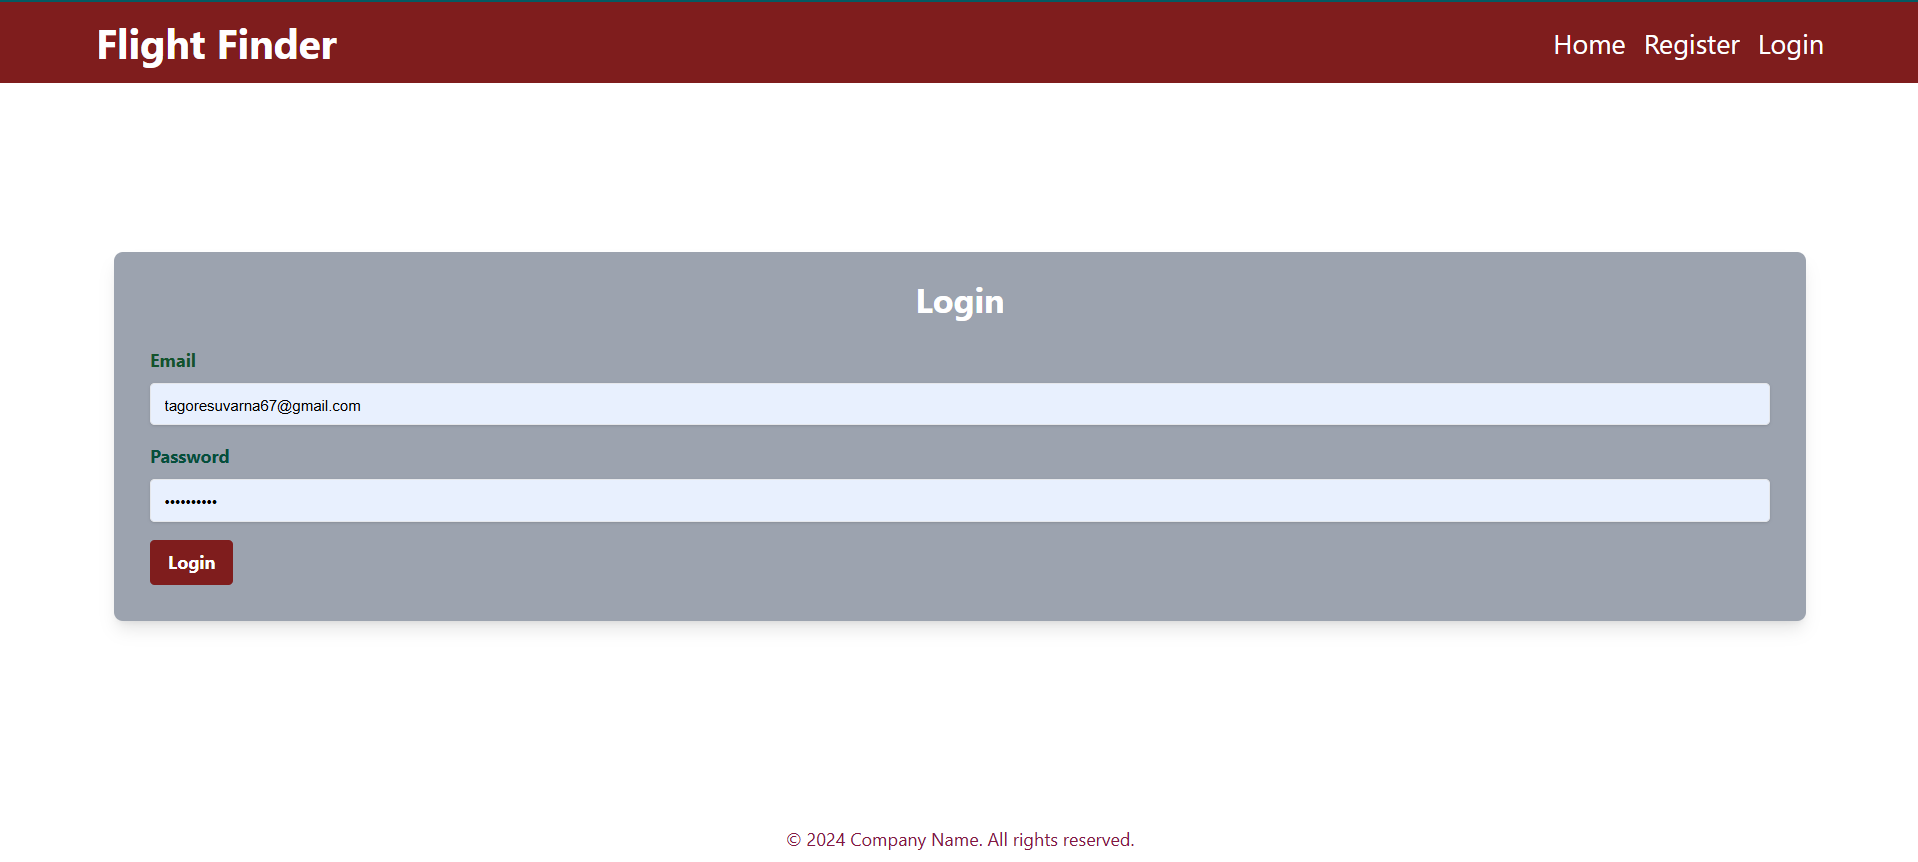 Flight Finder
Home Register Login
Login
Email
tagoresuvarna67@gmail.com
Password
••••••••••
Login
© 2024 Company Name. All rights reserved.